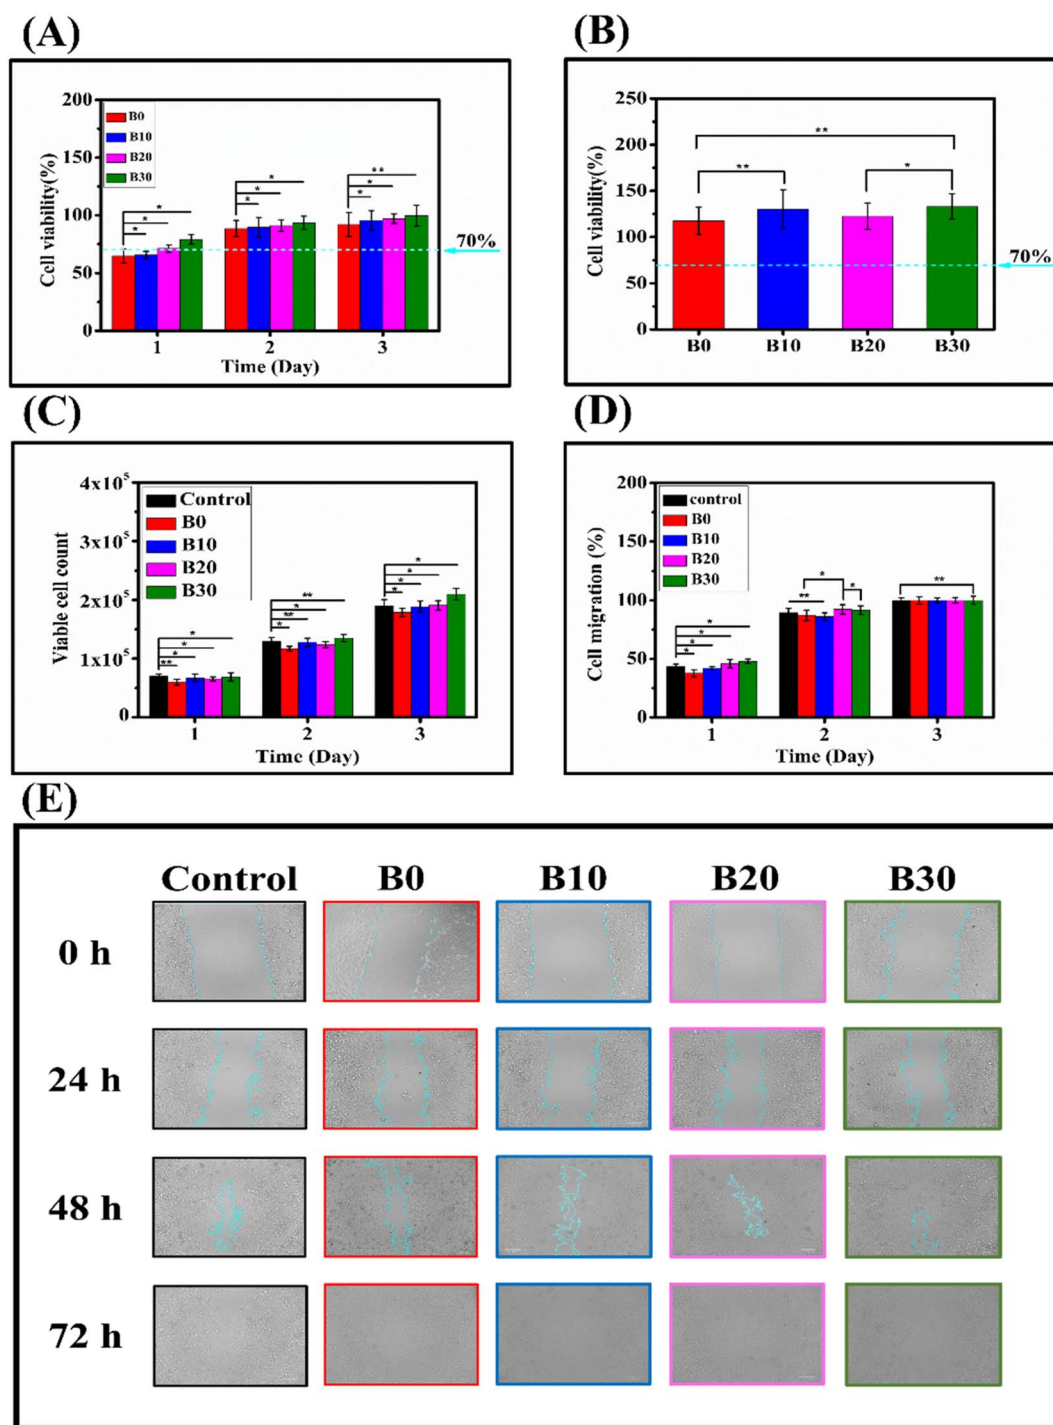 (A)
200
150
100
50
0
Cell viability(%)
B0
B10
B20
B30
* * *
* * *
* * **
70%
1 2 3
Time (Day)
(B)
250
200
150
100
50
0
Cell viability(%)
**
** *
70%
B0 B10 B20 B30
(C)
4x10⁵
3x10⁵
2x10⁵
1x10⁵
0
Viable cell count
Control
B0
B10
B20
B30
** * * *
* ** * **
* * * *
1 2 3
Time (Day)
(D)
200
150
100
50
0
Cell migration (%)
control
B0
B10
B20
B30
* * * *
** * *
**
1 2 3
Time (Day)
(E)
Control B0 B10 B20 B30
0 h
24 h
48 h
72 h